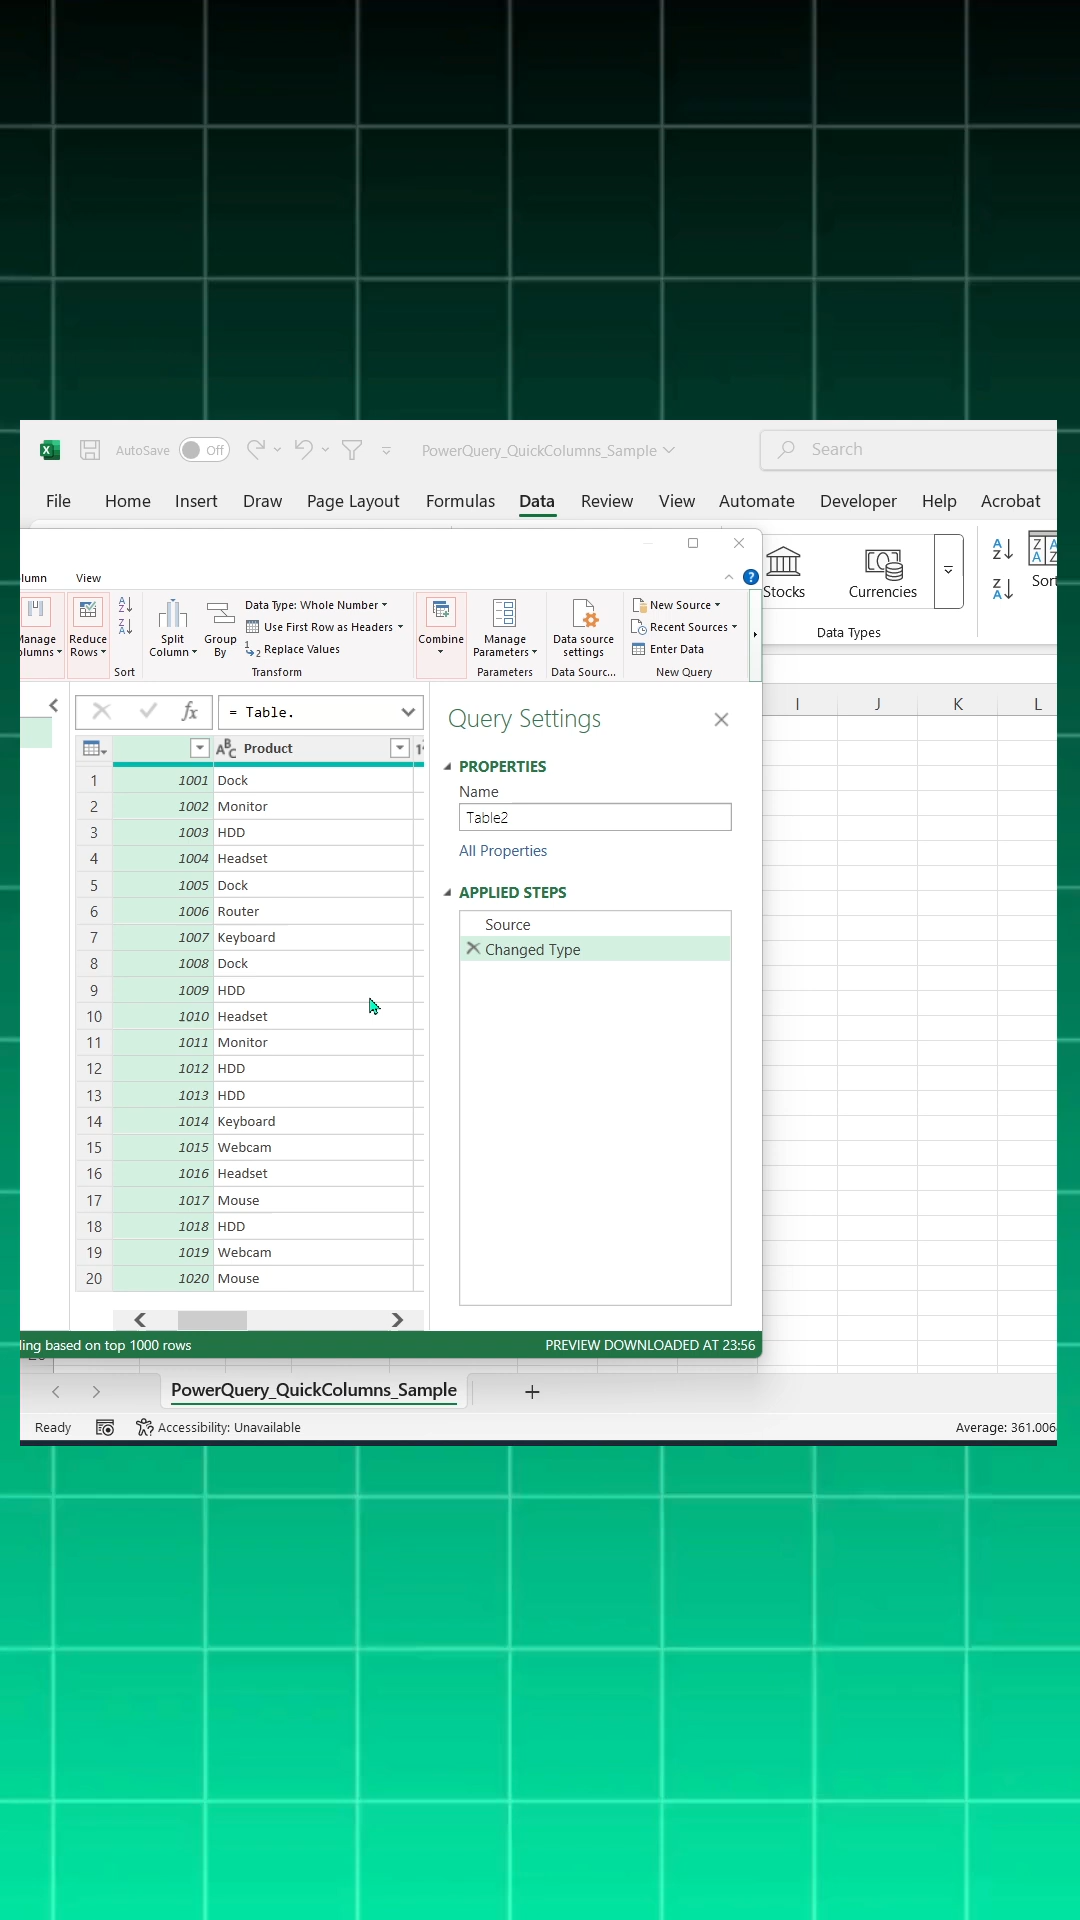 AutoSave Off PowerQuery_QuickColumns_Sample Search
File Home Insert Draw Page Layout Formulas Data Review View Automate Developer Help Acrobat
Stocks Currencies
Data Types
Sort
View
Manage
Reduce
Rows
Sort
Split
Column
Group
By
Data Type: Whole Number
Use First Row as Headers
Replace Values
Transform
Combine
Manage
Parameters
Parameters
Data source
settings
Data Sourc...
New Source
Recent Sources
Enter Data
New Query
fx = Table.
ABC Product
1 1001 Dock
2 1002 Monitor
3 1003 HDD
4 1004 Headset
5 1005 Dock
6 1006 Router
7 1007 Keyboard
8 1008 Dock
9 1009 HDD
10 1010 Headset
11 1011 Monitor
12 1012 HDD
13 1013 HDD
14 1014 Keyboard
15 1015 Webcam
16 1016 Headset
17 1017 Mouse
18 1018 HDD
19 1019 Webcam
20 1020 Mouse
Query Settings
PROPERTIES
Name
Table2
All Properties
APPLIED STEPS
Source
Changed Type
I J K L
based on top 1000 rows PREVIEW DOWNLOADED AT 23:56
PowerQuery_QuickColumns_Sample
Ready Accessibility: Unavailable Average: 361.006